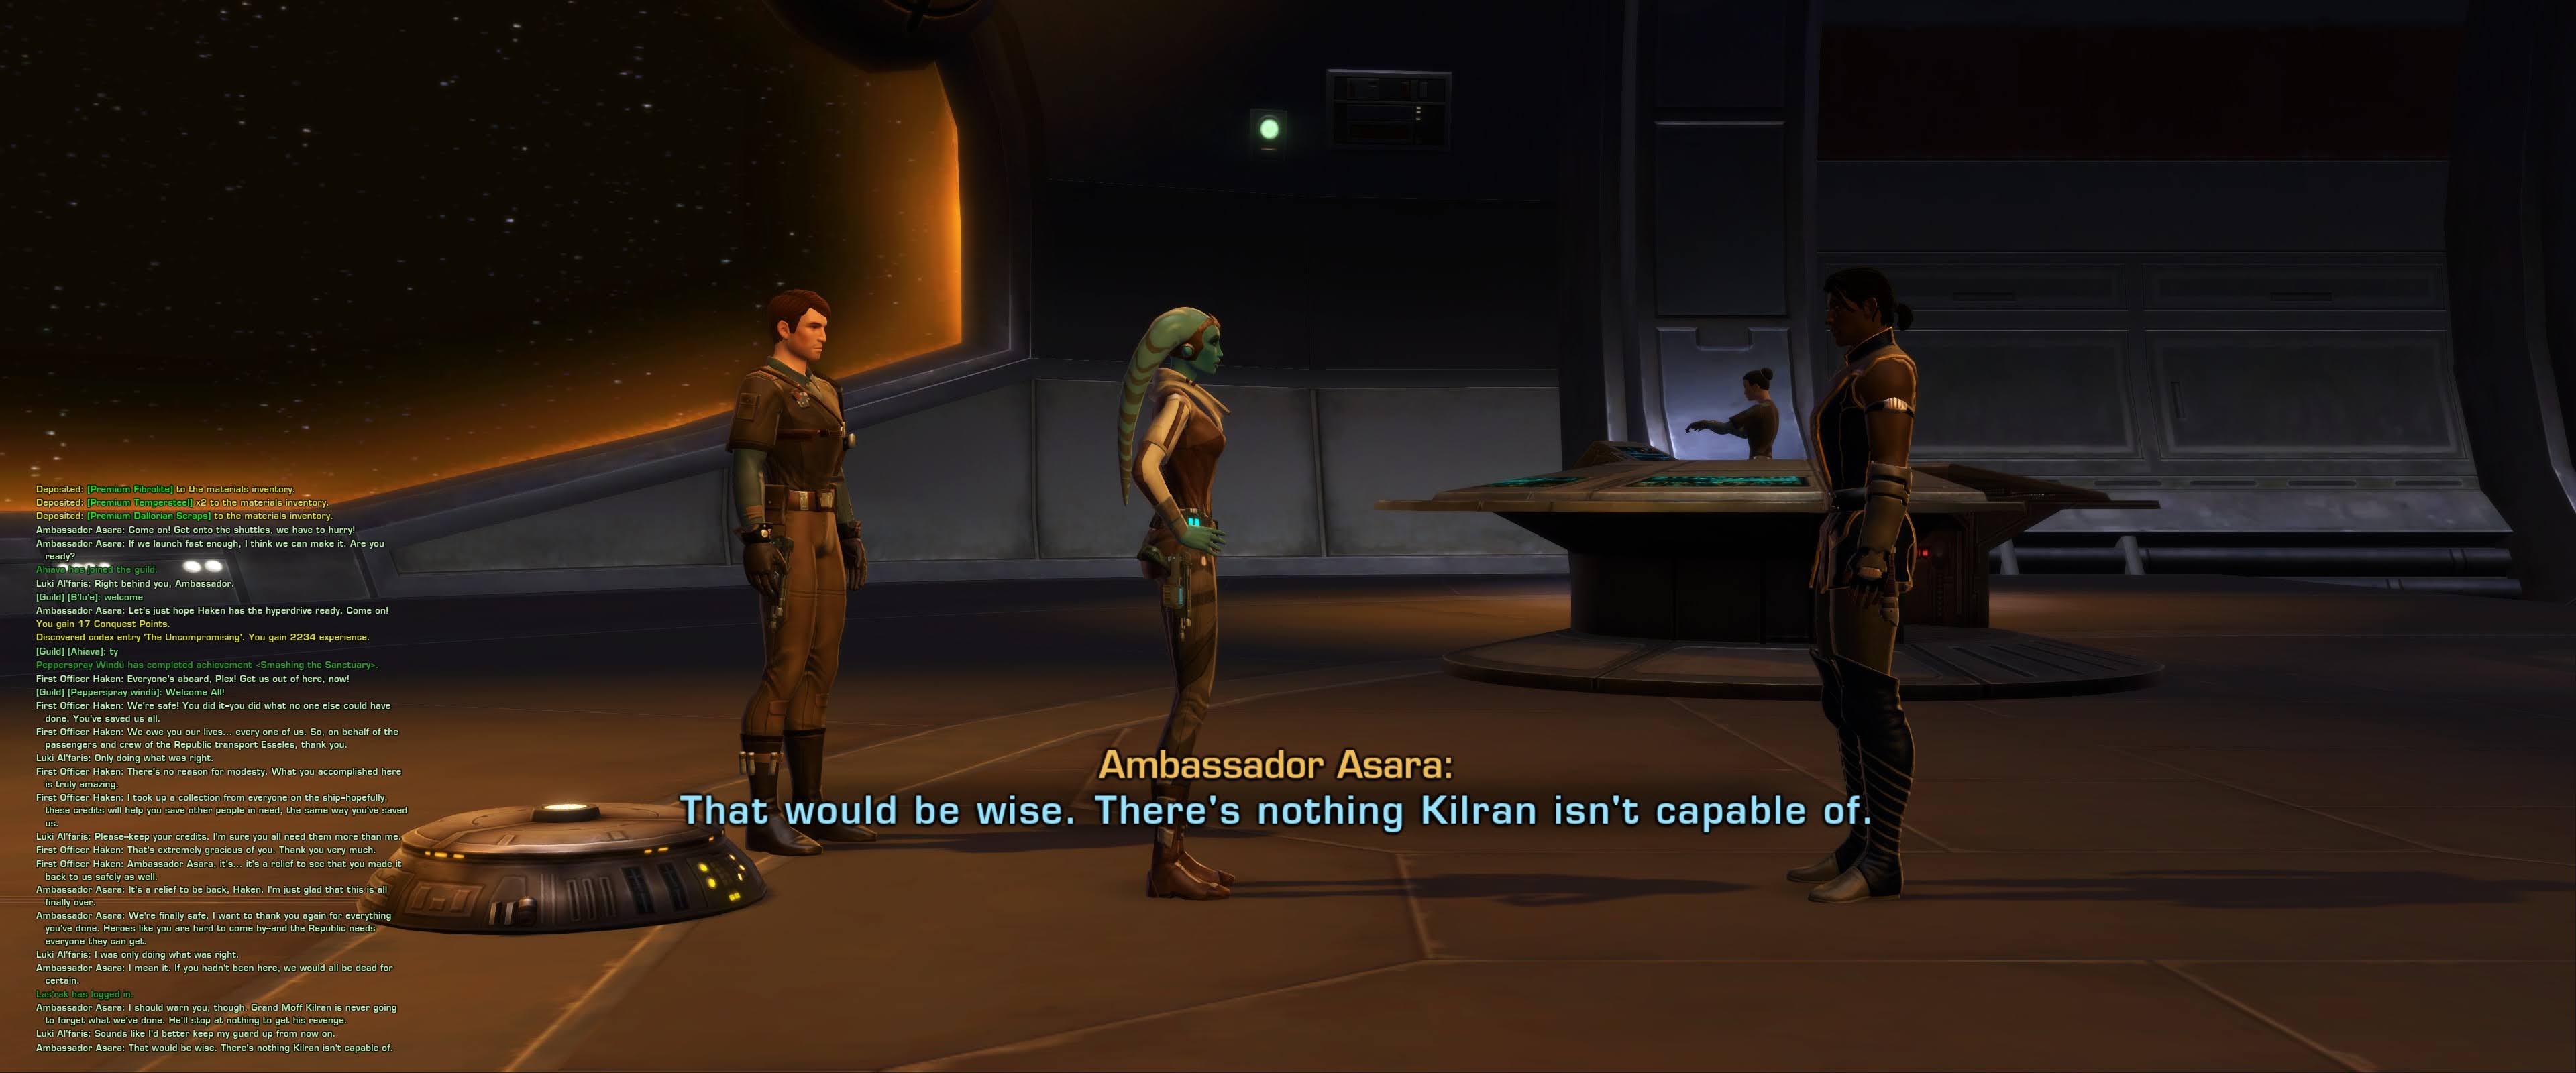 Deposited: [Premium Fibrolite] to the materials inventory.
Deposited: [Premium Tempersteel] x2 to the materials inventory.
Deposited: [Premium Dallorian Scraps] to the materials inventory.
Ambassador Asara: Come on! Get onto the shuttles, we have to hurry!
Ambassador Asara: If we launch fast enough, I think we can make it. Are you
ready?
Ahiava has joined the guild.
Luki Al'faris: Right behind you, Ambassador.
[Guild] [B'lu'e]: welcome
Ambassador Asara: Let's just hope Haken has the hyperdrive ready. Come on!
You gain 17 Conquest Points.
Discovered codex entry 'The Uncompromising'. You gain 2234 experience.
[Guild] [Ahiava]: ty
Pepperspray Windü has completed achievement <Smashing the Sanctuary>.
First Officer Haken: Everyone's aboard, Plex! Get us out of here, now!
[Guild] [Pepperspray windü]: Welcome All!
First Officer Haken: We're safe! You did it–you did what no one else could have
done. You've saved us all.
First Officer Haken: We owe you our lives... every one of us. So, on behalf of the
passengers and crew of the Republic transport Esseles, thank you.
Luki Al'faris: Only doing what was right.
First Officer Haken: There's no reason for modesty. What you accomplished here
is truly amazing.
First Officer Haken: I took up a collection from everyone on the ship–hopefully,
these credits will help you save other people in need, the same way you've saved
us.
Luki Al'faris: Please–keep your credits. I'm sure you all need them more than me.
First Officer Haken: That's extremely gracious of you. Thank you very much.
First Officer Haken: Ambassador Asara, it's... it's a relief to see that you made it
back to us safely as well.
Ambassador Asara: It's a relief to be back, Haken. I'm just glad that this is all
finally over.
Ambassador Asara: We're finally safe. I want to thank you again for everything
you've done. Heroes like you are hard to come by–and the Republic needs
everyone they can get.
Luki Al'faris: I was only doing what was right.
Ambassador Asara: I mean it. If you hadn't been here, we would all be dead for
certain.
Las'rak has logged in.
Ambassador Asara: I should warn you, though. Grand Moff Kilran is never going
to forget what we've done. He'll stop at nothing to get his revenge.
Luki Al'faris: Sounds like I'd better keep my guard up from now on.
Ambassador Asara: That would be wise. There's nothing Kilran isn't capable of.
Ambassador Asara:
That would be wise. There's nothing Kilran isn't capable of.